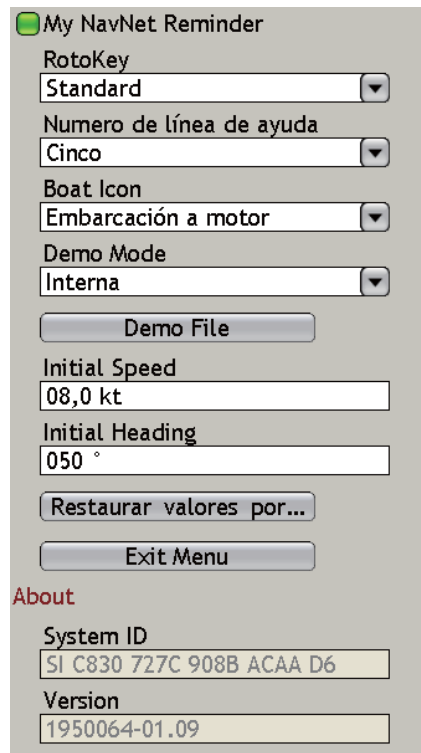 My NavNet Reminder
RotoKey
Standard
Numero de línea de ayuda
Cinco
Boat Icon
Embarcación a motor
Demo Mode
Interna
Demo File
Initial Speed
08,0 kt
Initial Heading
050 °
Restaurar valores por...
Exit Menu
About
System ID
SI C830 727C 908B ACAA D6
Version
1950064-01.09